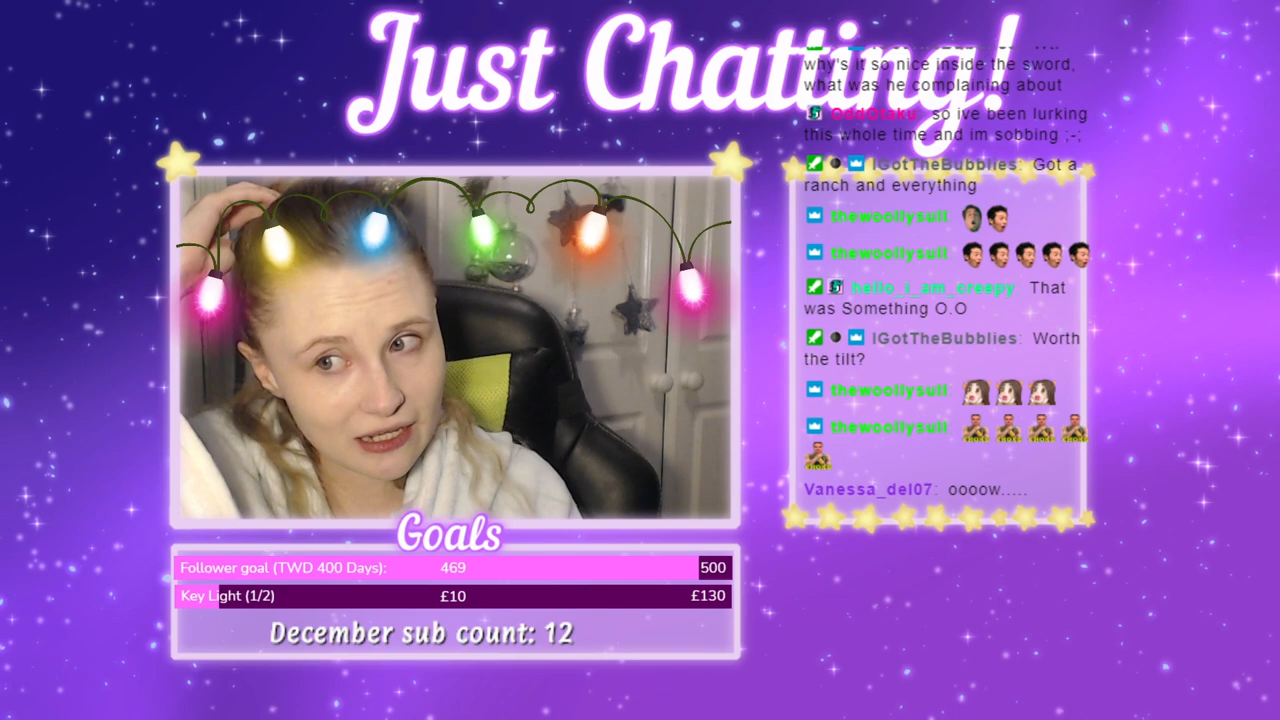 Just Chatting!
why's it so nice inside the sword,
what was he complaining about
OddOtaku: so ive been lurking
this whole time and im sobbing ;-;
IGotTheBubblies: Got a
ranch and everything
thewoollysull
thewoollysull
hello_i_am_creepy: That
was Something O.O
IGotTheBubblies: Worth
the tilt?
thewoollysull
thewoollysull
Vanessa_del07: oooow.....
Goals
Follower goal (TWD 400 Days): 469 500
Key Light (1/2) £10 £130
December sub count: 12